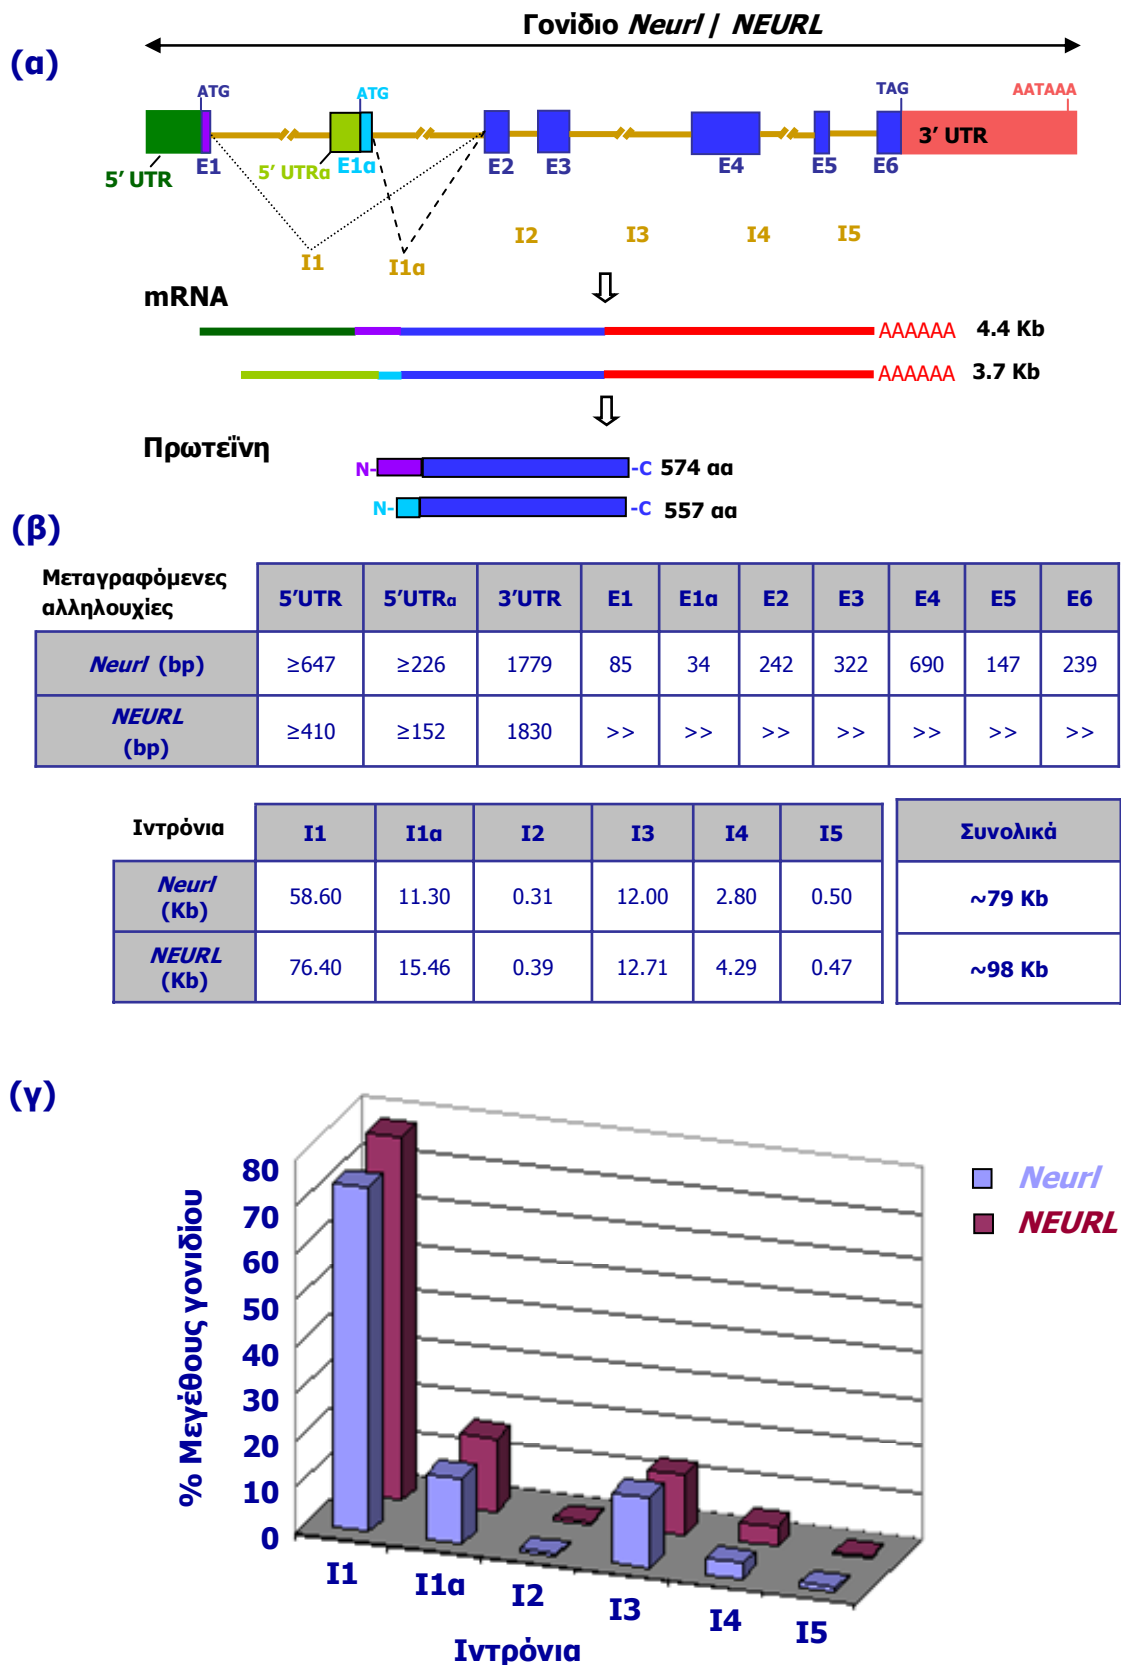 Γονίδιο Neurl / NEURL
(α)
ATG ATG TAG AATAAA
3’ UTR
5’ UTR E1 5’ UTRα E1α E2 E3 E4 E5 E6
I1 I1α I2 I3 I4 I5
mRNA
AAAAAA 4.4 Kb
AAAAAA 3.7 Kb
Πρωτεΐνη
N- -C 574 αα
N- -C 557 αα
(β)
Μεταγραφόμενες αλληλουχίες 5’UTR 5’UTRα 3’UTR E1 E1α E2 E3 E4 E5 E6
Neurl (bp) ≥647 ≥226 1779 85 34 242 322 690 147 239
NEURL (bp) ≥410 ≥152 1830 >> >> >> >> >> >> >>
Ιντρόνια I1 I1α I2 I3 I4 I5 Συνολικά
Neurl (Kb) 58.60 11.30 0.31 12.00 2.80 0.50 ~79 Kb
NEURL (Kb) 76.40 15.46 0.39 12.71 4.29 0.47 ~98 Kb
(γ)
% Μεγέθους γονιδίου
80
70
60
50
40
30
20
10
0
I1 I1α I2 I3 I4 I5
Ιντρόνια
Neurl
NEURL